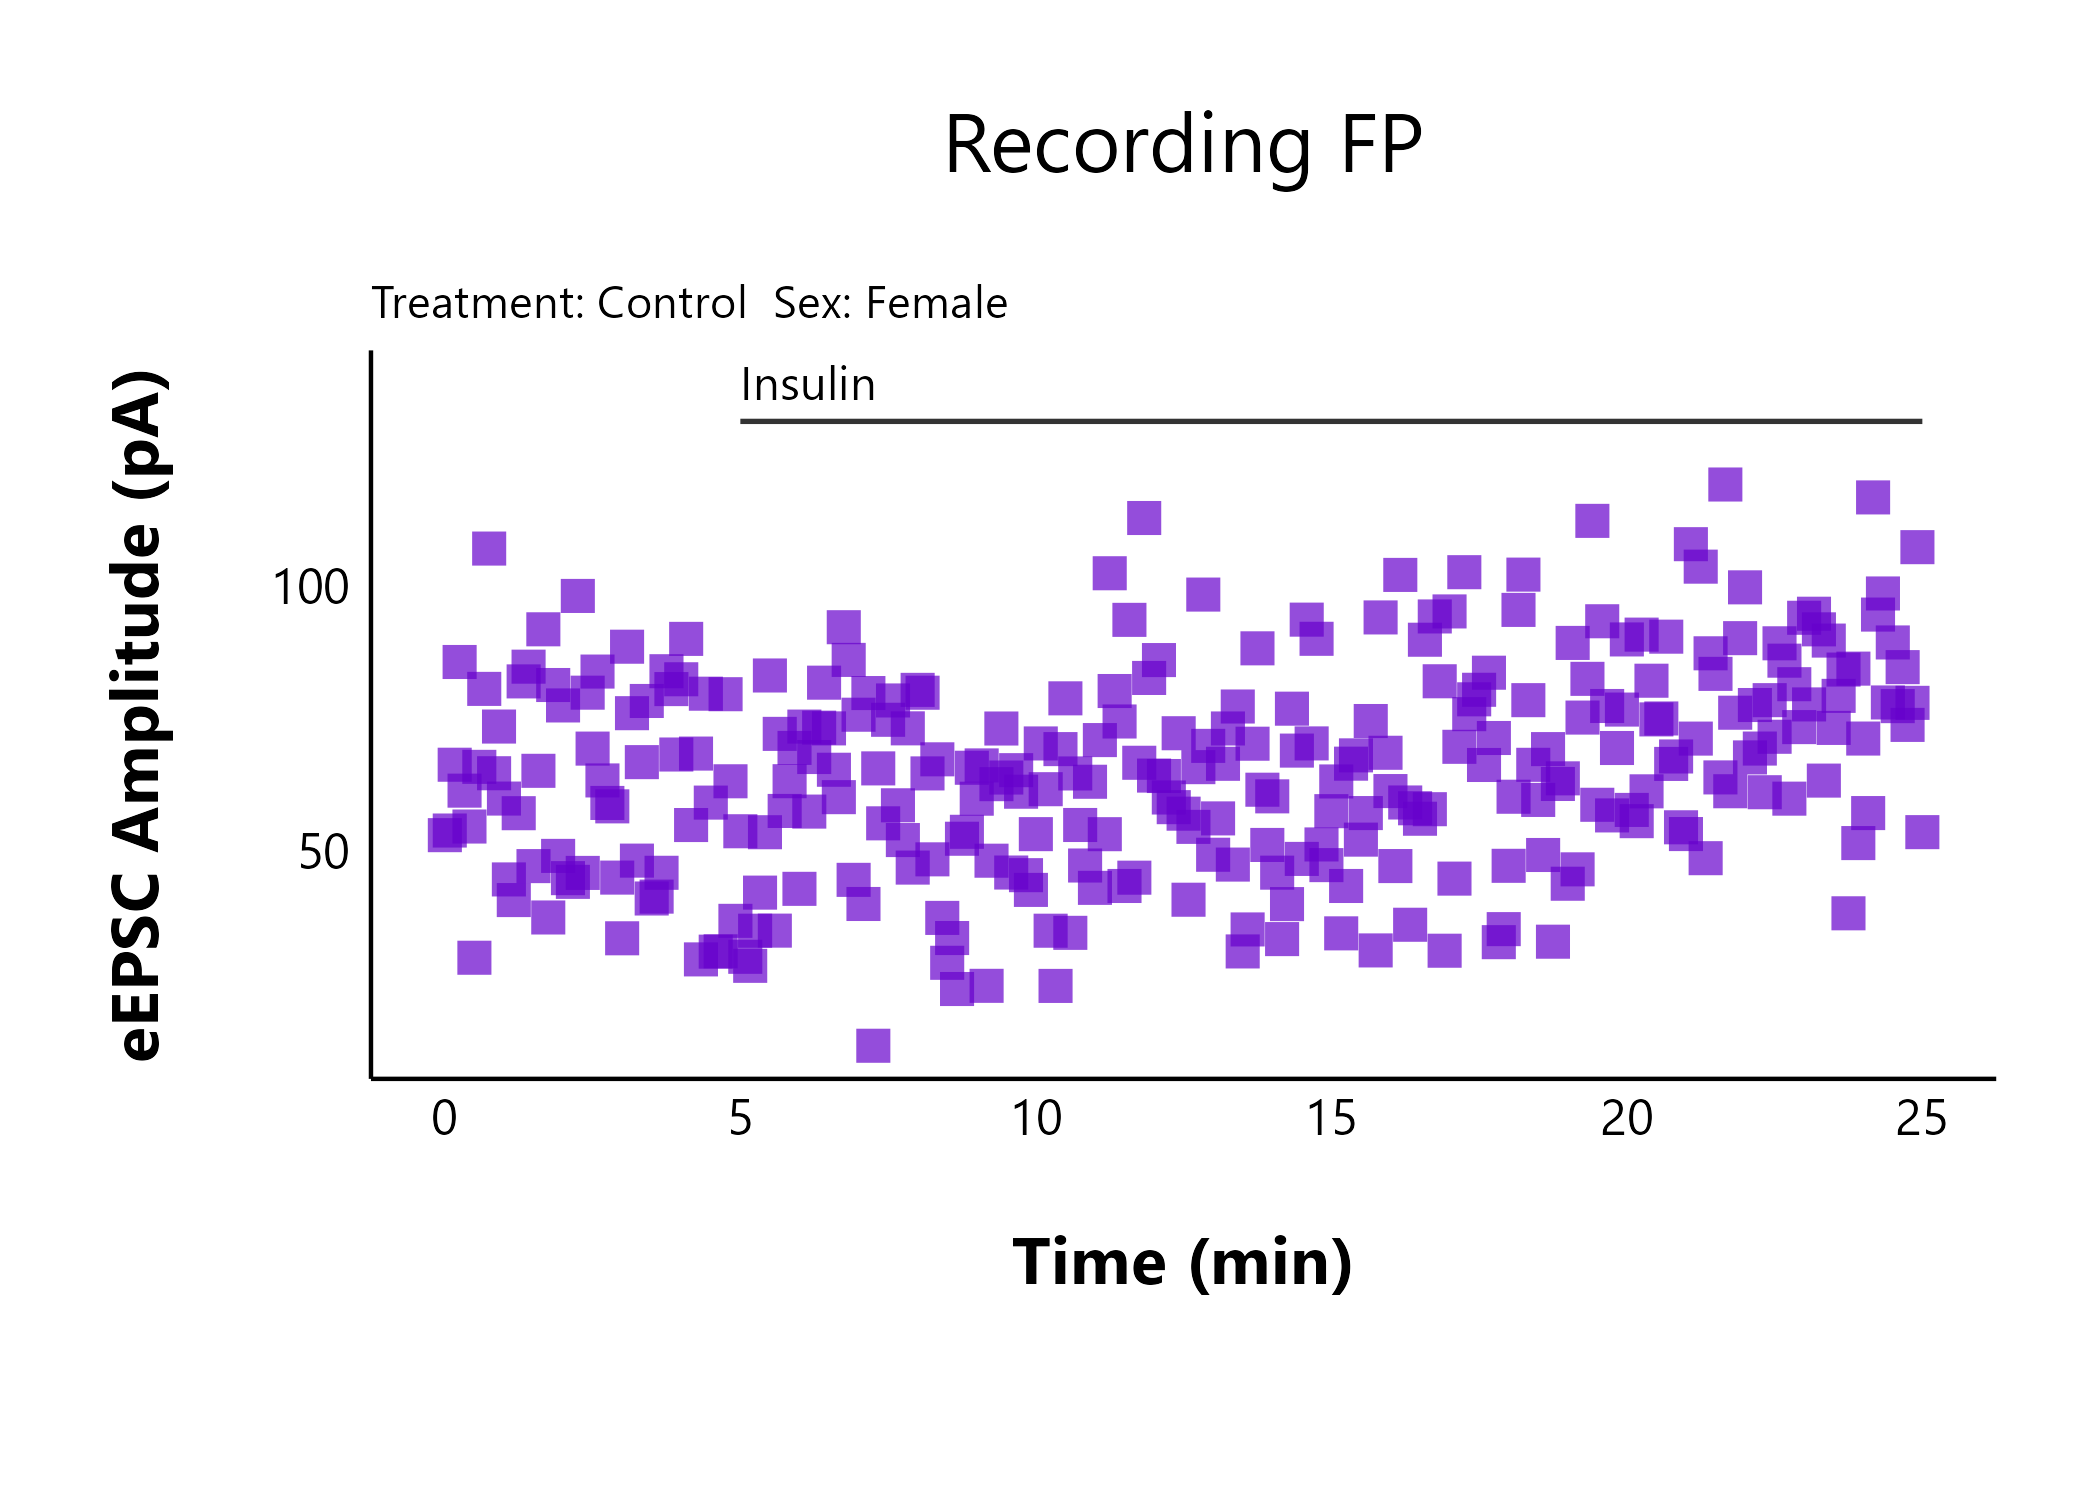 Recording FP
Treatment: Control  Sex: Female
Insulin
eEPSC Amplitude (pA)
100
50
0 5 10 15 20 25
Time (min)